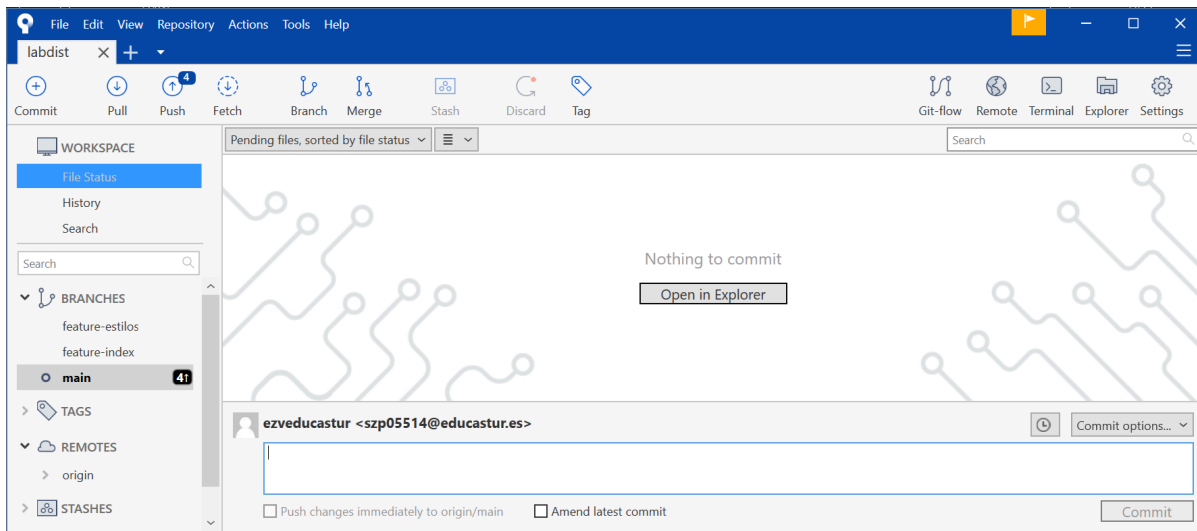 File Edit View Repository Actions Tools Help
labdist
4
Commit Pull Push Fetch Branch Merge Stash Discard Tag Git-flow Remote Terminal Explorer Settings
WORKSPACE
File Status
History
Search
Search
BRANCHES
feature-estilos
feature-index
main 4↑
TAGS
REMOTES
origin
STASHES
Pending files, sorted by file status
Search
Nothing to commit
Open in Explorer
ezveducastur <szp05514@educastur.es>
Commit options...
Push changes immediately to origin/main Amend latest commit
Commit